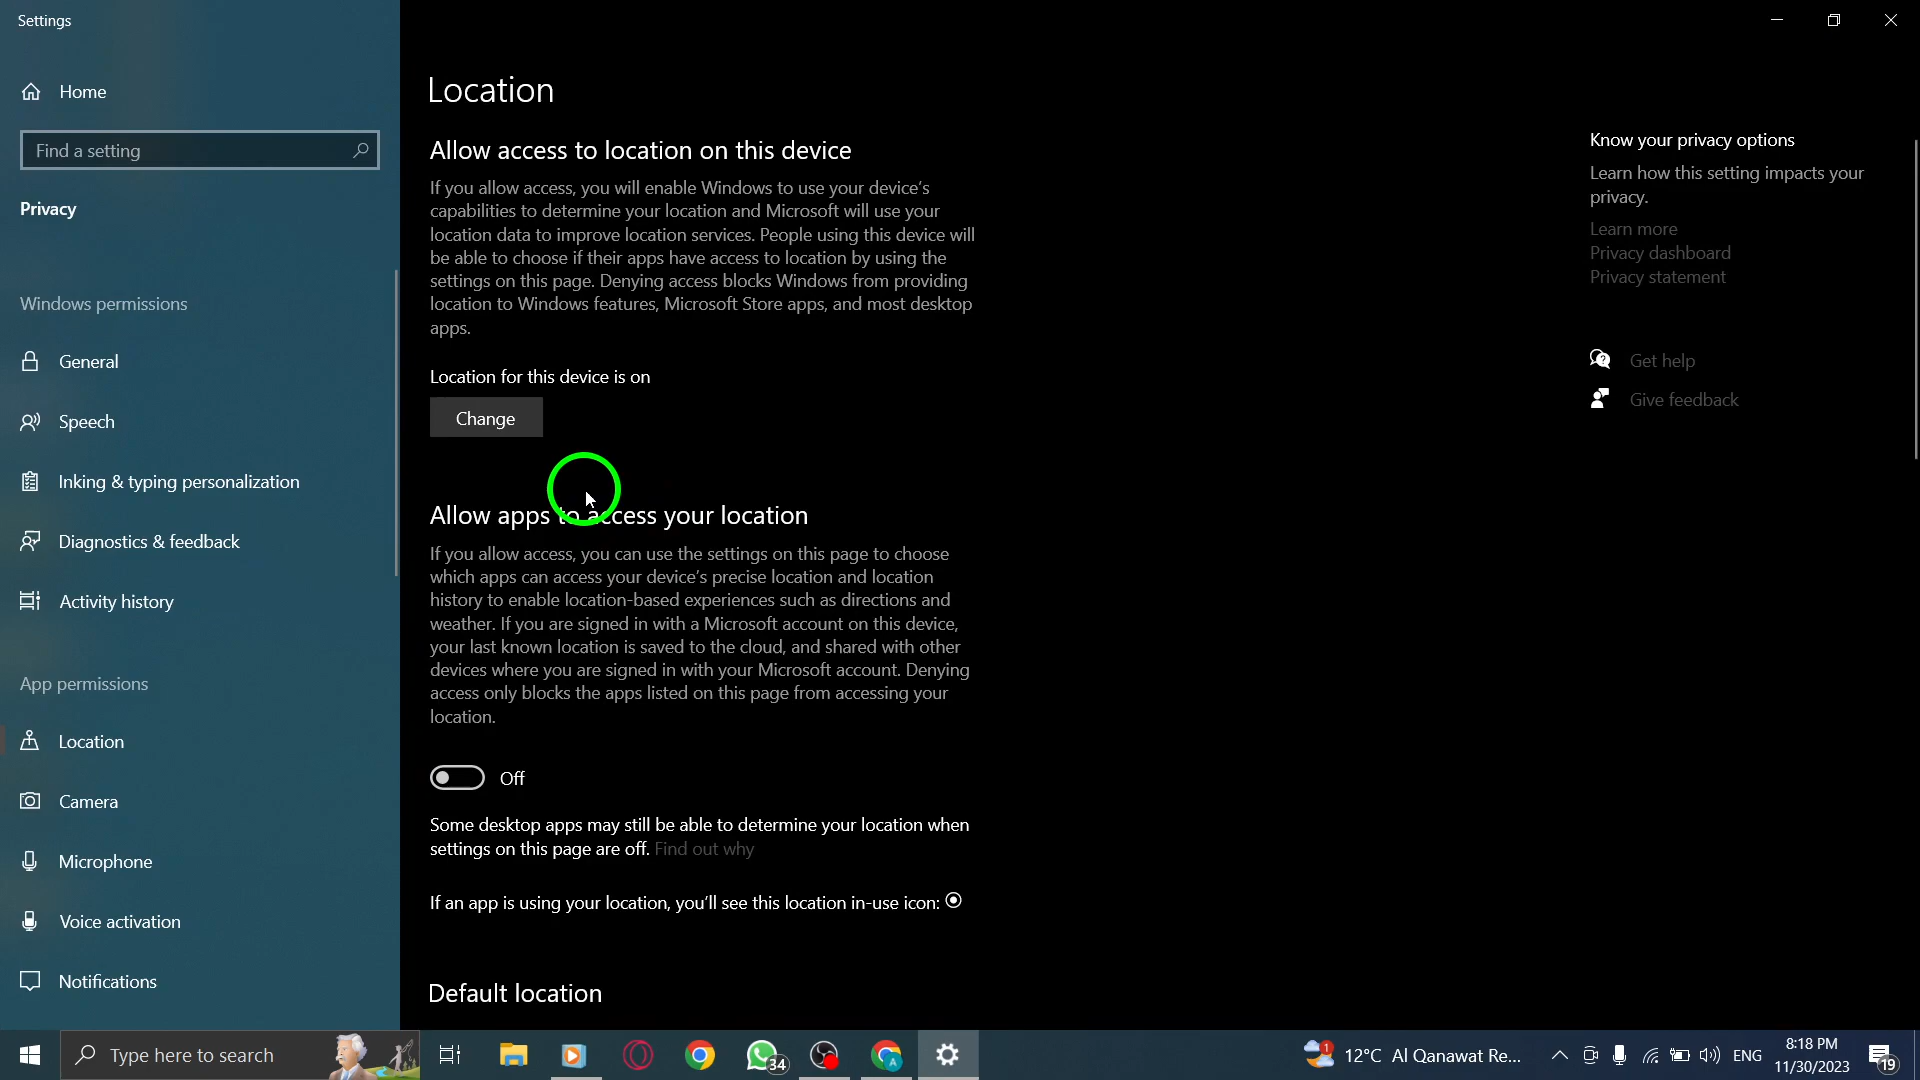 Settings
Home
Find a setting
Privacy
Windows permissions
General
Speech
Inking & typing personalization
Diagnostics & feedback
Activity history
App permissions
Location
Camera
Microphone
Voice activation
Notifications
Location
Allow access to location on this device
If you allow access, you will enable Windows to use your device's
capabilities to determine your location and Microsoft will use your
location data to improve location services. People using this device will
be able to choose if their apps have access to location by using the
settings on this page. Denying access blocks Windows from providing
location to Windows features, Microsoft Store apps, and most desktop
apps.
Location for this device is on
Change
Allow apps to access your location
If you allow access, you can use the settings on this page to choose
which apps can access your device's precise location and location
history to enable location-based experiences such as directions and
weather. If you are signed in with a Microsoft account on this device,
your last known location is saved to the cloud, and shared with other
devices where you are signed in with your Microsoft account. Denying
access only blocks the apps listed on this page from accessing your
location.
Off
Some desktop apps may still be able to determine your location when
settings on this page are off. Find out why
If an app is using your location, you'll see this location in-use icon:
Default location
Know your privacy options
Learn how this setting impacts your
privacy.
Learn more
Privacy dashboard
Privacy statement
Get help
Give feedback
Type here to search
34
A
1
12°C Al Qanawat Re...
ENG
8:18 PM
11/30/2023
19